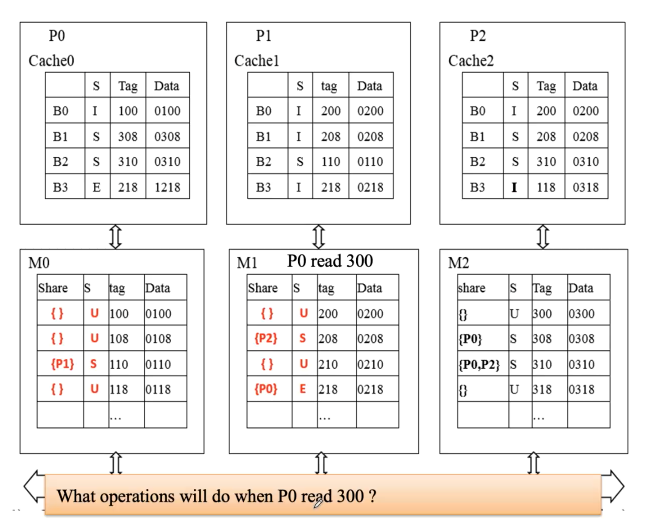 P0
Cache0
S Tag Data
B0 I 100 0100
B1 S 308 0308
B2 S 310 0310
B3 E 218 1218
P1
Cache1
S tag Data
B0 I 200 0200
B1 I 208 0208
B2 S 110 0110
B3 I 218 0218
P2
Cache2
S Tag Data
B0 I 200 0200
B1 S 208 0208
B2 S 310 0310
B3 I 118 0318
M0
Share S tag Data
{} U 100 0100
{} U 108 0108
{P1} S 110 0110
{} U 118 0118
...
M1 P0 read 300
Share S tag Data
{} U 200 0200
{P2} S 208 0208
{} U 210 0210
{P0} E 218 0218
...
M2
share S Tag Data
{} U 300 0300
{P0} S 308 0308
{P0,P2} S 310 0310
{} U 318 0318
...
What operations will do when P0 read 300 ?